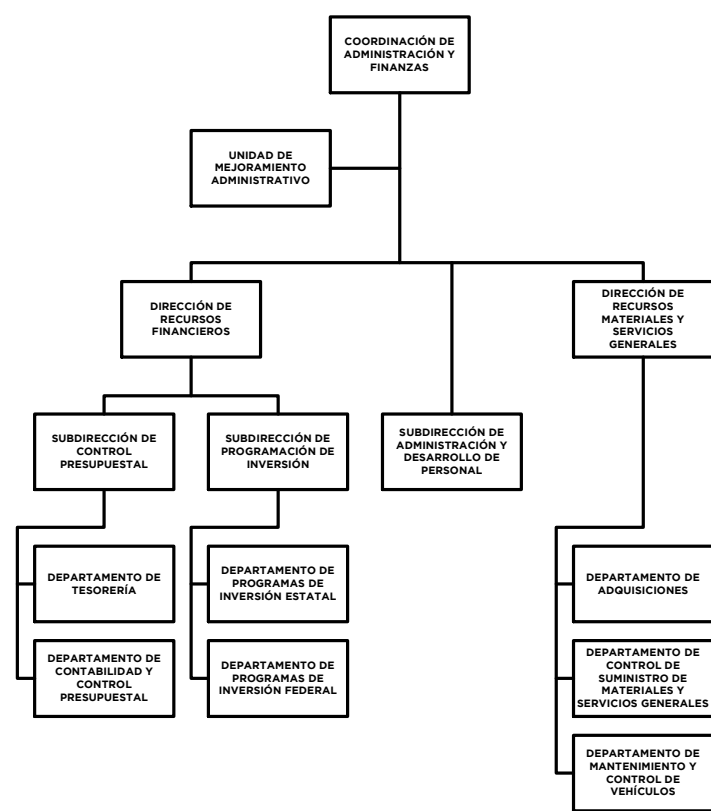 COORDINACIÓN DE
ADMINISTRACIÓN Y
FINANZAS
UNIDAD DE
MEJORAMIENTO
ADMINISTRATIVO
DIRECCIÓN DE
RECURSOS
FINANCIEROS
DIRECCIÓN DE
RECURSOS
MATERIALES Y
SERVICIOS
GENERALES
SUBDIRECCIÓN DE
CONTROL
PRESUPUESTAL
SUBDIRECCIÓN DE
PROGRAMACIÓN DE
INVERSIÓN
SUBDIRECCIÓN DE
ADMINISTRACIÓN Y
DESARROLLO DE
PERSONAL
DEPARTAMENTO DE
TESORERÍA
DEPARTAMENTO DE
PROGRAMAS DE
INVERSIÓN ESTATAL
DEPARTAMENTO DE
ADQUISICIONES
DEPARTAMENTO DE
CONTABILIDAD Y
CONTROL
PRESUPUESTAL
DEPARTAMENTO DE
PROGRAMAS DE
INVERSIÓN FEDERAL
DEPARTAMENTO DE
CONTROL DE
SUMINISTRO DE
MATERIALES Y
SERVICIOS GENERALES
DEPARTAMENTO DE
MANTENIMIENTO Y
CONTROL DE
VEHÍCULOS